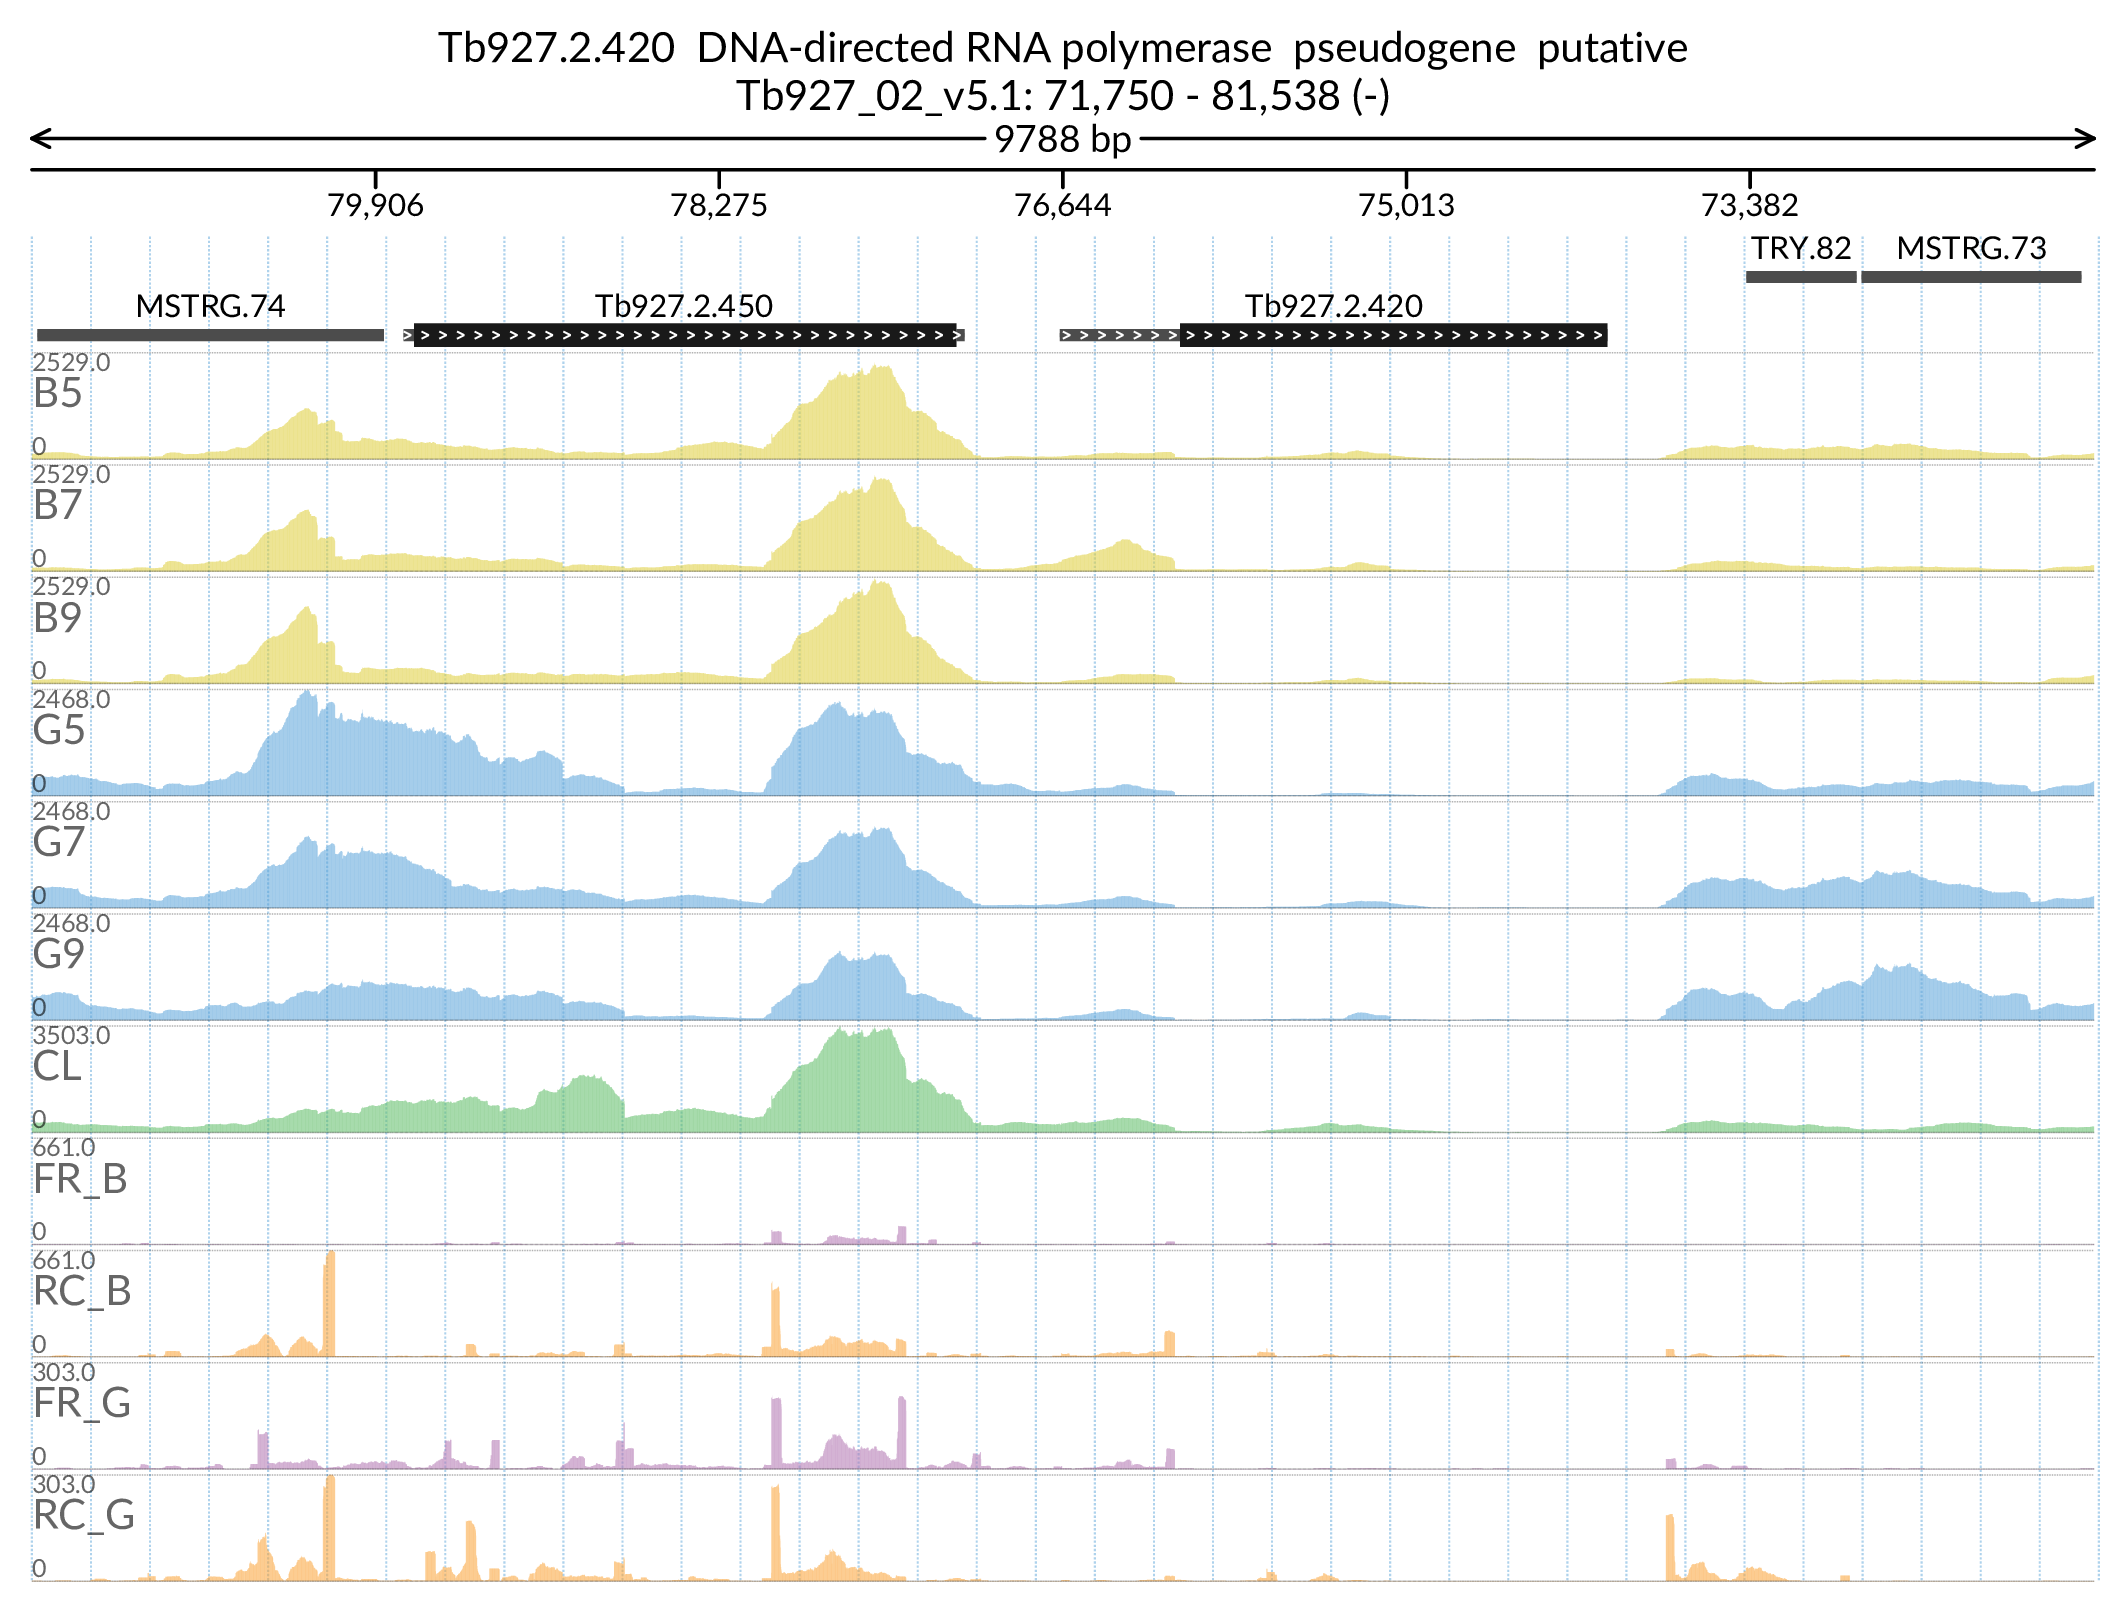 Tb927.2.420 DNA-directed RNA polymerase pseudogene putative
Tb927_02_v5.1: 71,750 - 81,538 (-)
9788 bp
79,906 78,275 76,644 75,013 73,382
TRY.82 MSTRG.73
MSTRG.74 Tb927.2.450 Tb927.2.420
2529.0
B5
0
2529.0
B7
0
2529.0
B9
0
2468.0
G5
0
2468.0
G7
0
2468.0
G9
0
3503.0
CL
0
661.0
FR_B
0
661.0
RC_B
0
303.0
FR_G
0
303.0
RC_G
0